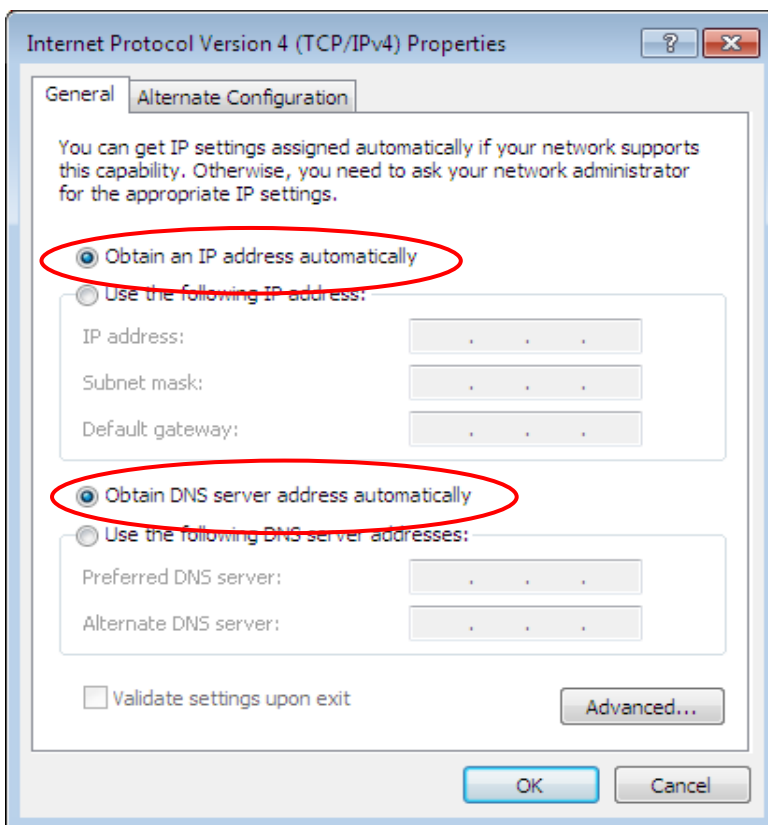 Internet Protocol Version 4 (TCP/IPv4) Properties
General
Alternate Configuration
You can get IP settings assigned automatically if your network supports
this capability. Otherwise, you need to ask your network administrator
for the appropriate IP settings.
Obtain an IP address automatically
Use the following IP address:
IP address:
Subnet mask:
Default gateway:
Obtain DNS server address automatically
Use the following DNS server addresses:
Preferred DNS server:
Alternate DNS server:
Validate settings upon exit
Advanced...
OK
Cancel